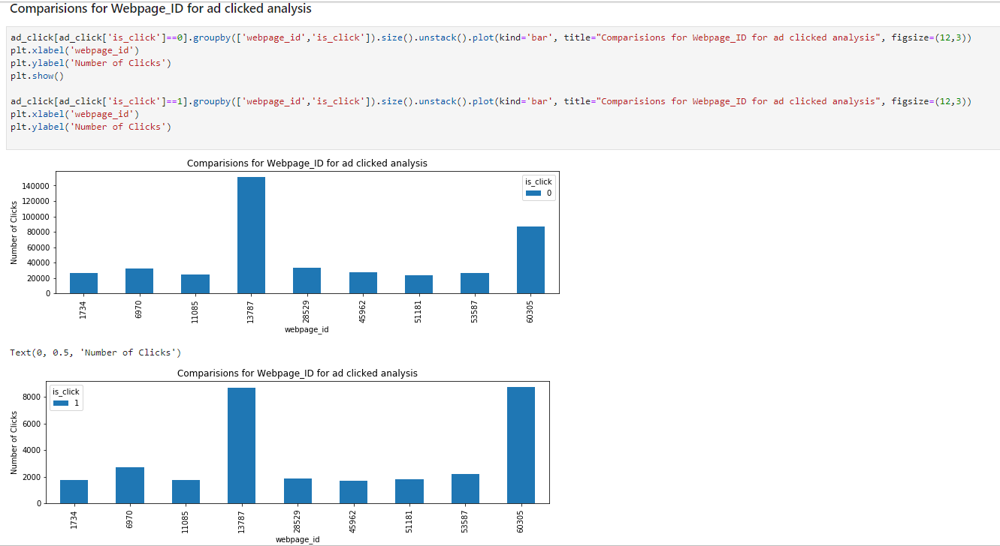 Comparisions for Webpage_ID for ad clicked analysis
ad_click[ad_click['is_click']==0].groupby(['webpage_id','is_click']).size().unstack().plot(kind='bar', title="Comparisions for Webpage_ID for ad clicked analysis", figsize=(12,3))
plt.xlabel('webpage_id')
plt.ylabel('Number of Clicks')
plt.show()
ad_click[ad_click['is_click']==1].groupby(['webpage_id','is_click']).size().unstack().plot(kind='bar', title="Comparisions for Webpage_ID for ad clicked analysis", figsize=(12,3))
plt.xlabel('webpage_id')
plt.ylabel('Number of Clicks')
Comparisions for Webpage_ID for ad clicked analysis
is_click
0
Number of Clicks
140000
120000
100000
80000
60000
40000
20000
0
1734
6970
11085
13787
28529
45962
51181
53587
60305
webpage_id
Text(0, 0.5, 'Number of Clicks')
Comparisions for Webpage_ID for ad clicked analysis
is_click
1
Number of Clicks
8000
6000
4000
2000
0
1734
6970
11085
13787
28529
45962
51181
53587
60305
webpage_id